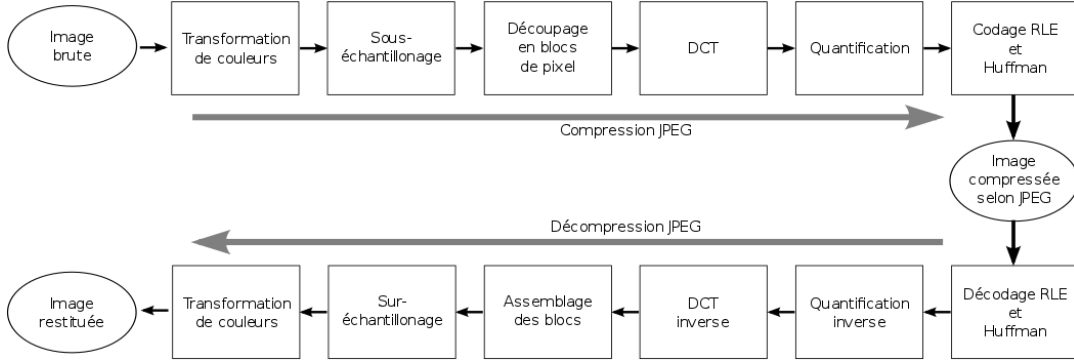 Image
brute
Transformation
de couleurs
Sous-
échantillonage
Découpage
en blocs
de pixel
DCT
Quantification
Codage RLE
et
Huffman
Compression JPEG
Image
compressée
selon JPEG
Décompression JPEG
Image
restituée
Transformation
de couleurs
Sur-
échantillonage
Assemblage
des blocs
DCT
inverse
Quantification
inverse
Décodage RLE
et
Huffman